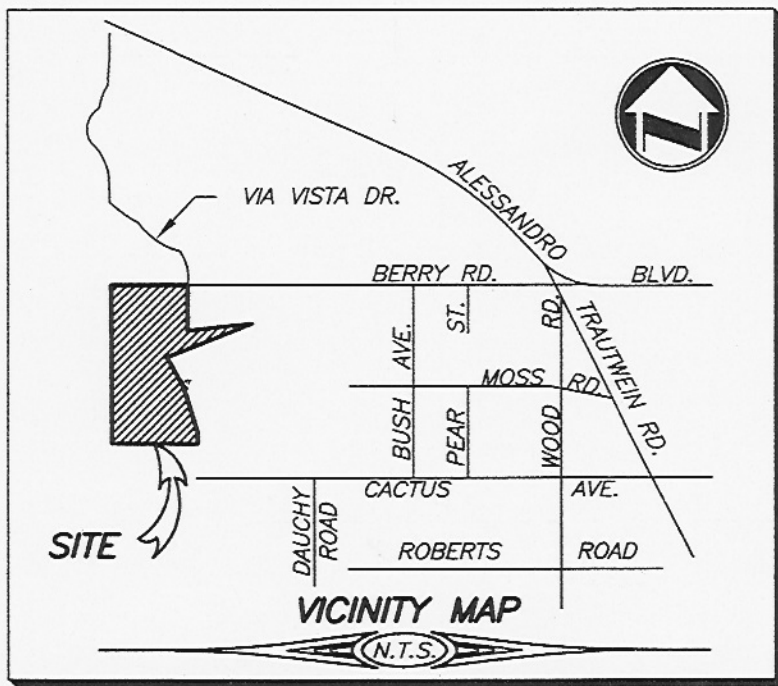 ALESSANDRO
BLVD.
VIA VISTA DR.
BERRY RD.
BUSH AVE.
PEAR ST.
WOOD RD.
TRAUTWEIN RD.
MOSS RD.
CACTUS AVE.
DAUCHY
ROAD
ROBERTS ROAD
SITE
VICINITY MAP
N.T.S.
N